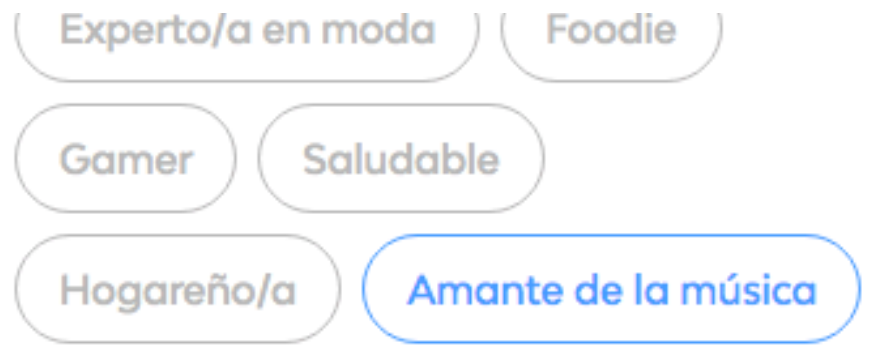 Experto/a en moda Foodie
Gamer Saludable
Hogareño/a Amante de la música